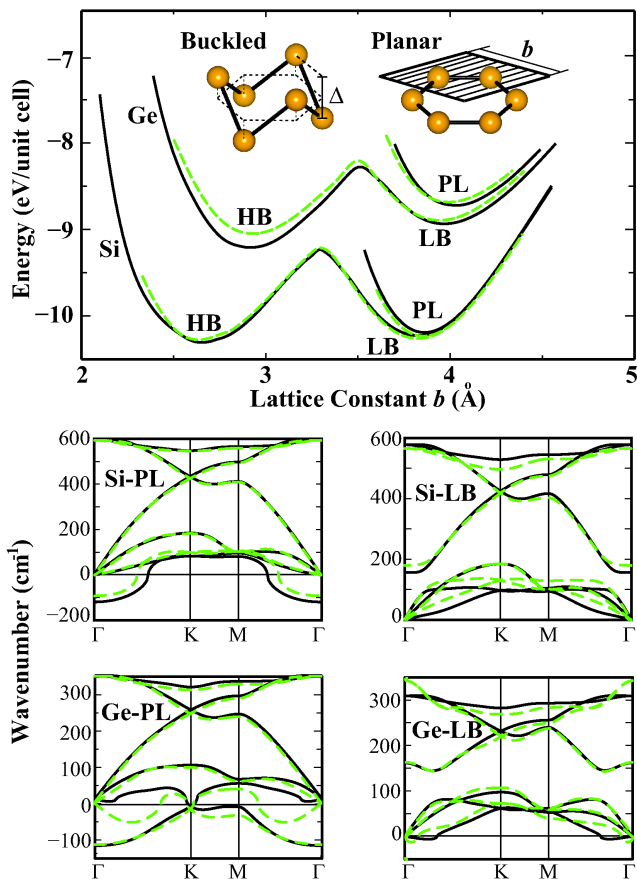 −7
−8
−9
−10
Energy (eV/unit cell)
Buckled
Planar
b
Δ
Ge
Si
HB
PL
LB
HB
PL
LB
2
3
4
5
Lattice Constant b (Å)
Wavenumber (cm⁻¹)
600
400
200
0
−200
Si-PL
Γ
K
M
Γ
600
400
200
0
Si-LB
Γ
K
M
Γ
300
200
100
0
−100
Ge-PL
Γ
K
M
Γ
300
200
100
0
Ge-LB
Γ
K
M
Γ